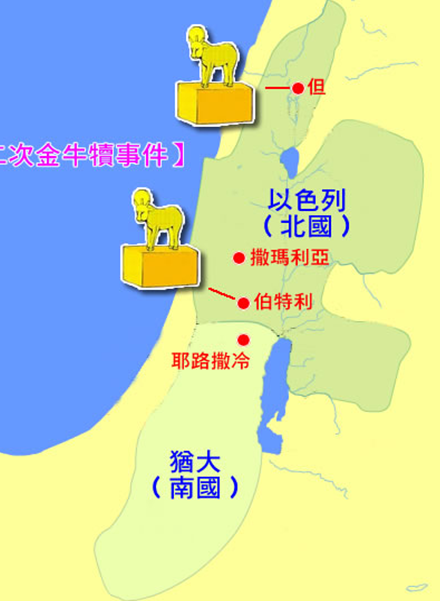 但
二次金牛犢事件】
以色列
（北國）
撒瑪利亞
伯特利
耶路撒冷
猶大
（南國）